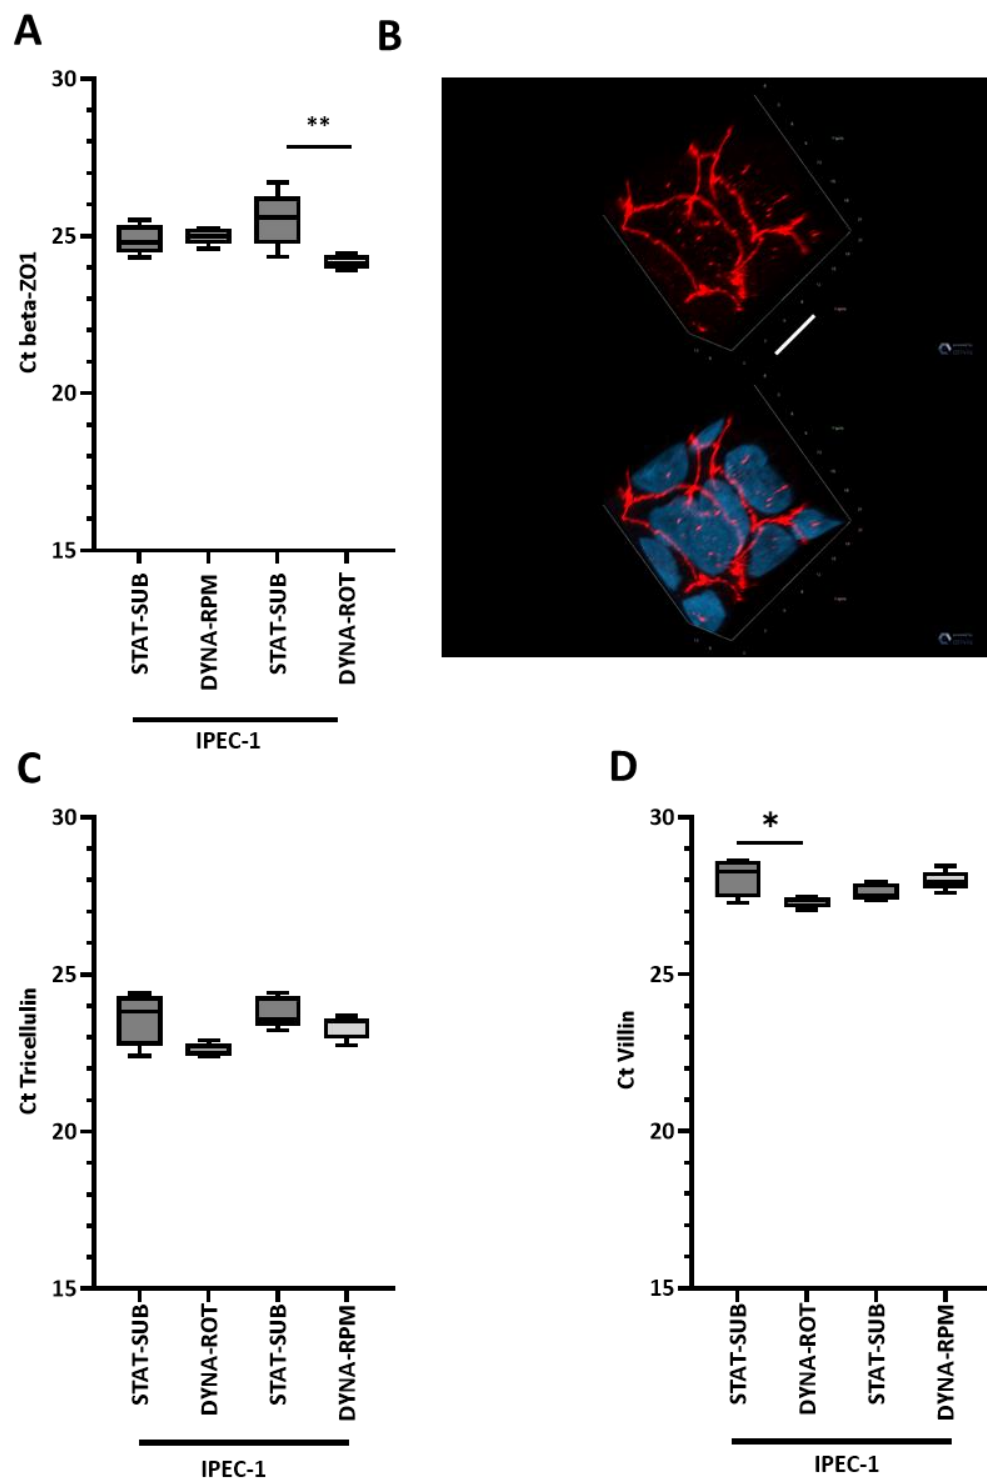 A
B
30
**
25
Ct beta-ZO1
20
15
STAT-SUB
DYNA-RPM
STAT-SUB
DYNA-ROT
IPEC-1
C
D
30
25
Ct Tricellulin
20
15
STAT-SUB
DYNA-ROT
STAT-SUB
DYNA-RPM
IPEC-1
30
*
25
Ct Villin
20
15
STAT-SUB
DYNA-ROT
STAT-SUB
DYNA-RPM
IPEC-1